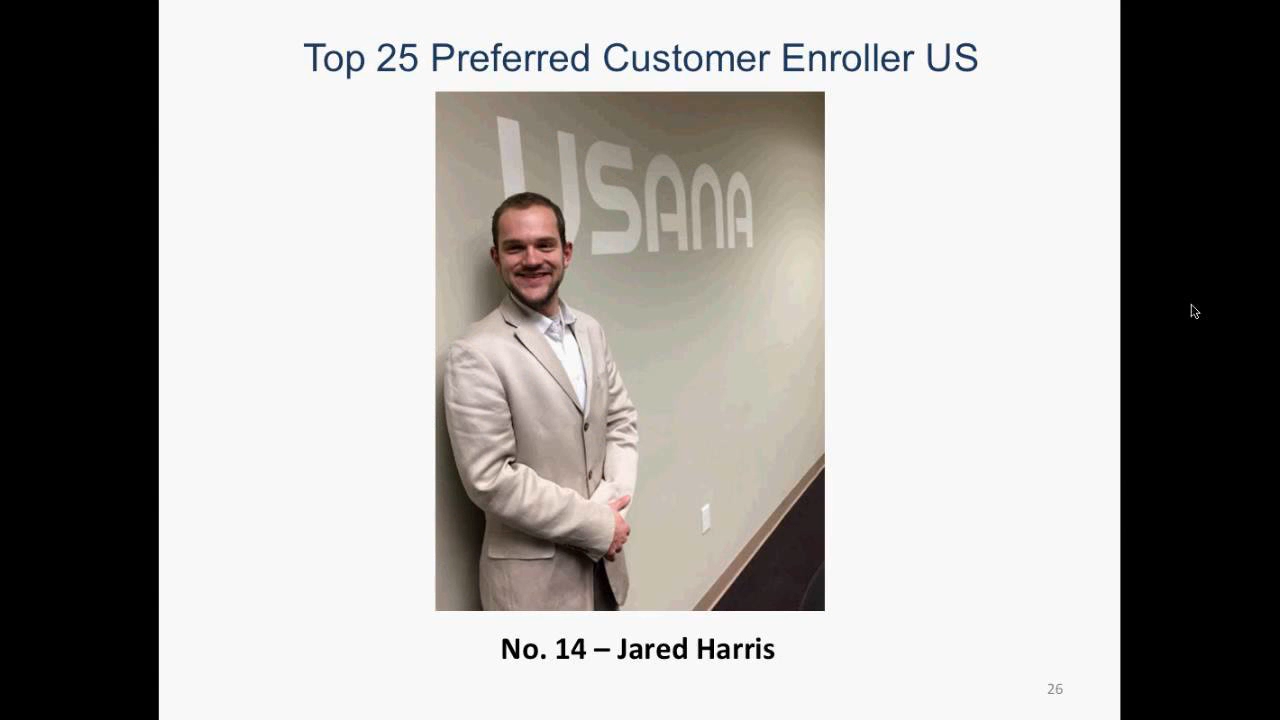 Top 25 Preferred Customer Enroller US
USANA
No. 14 – Jared Harris
26